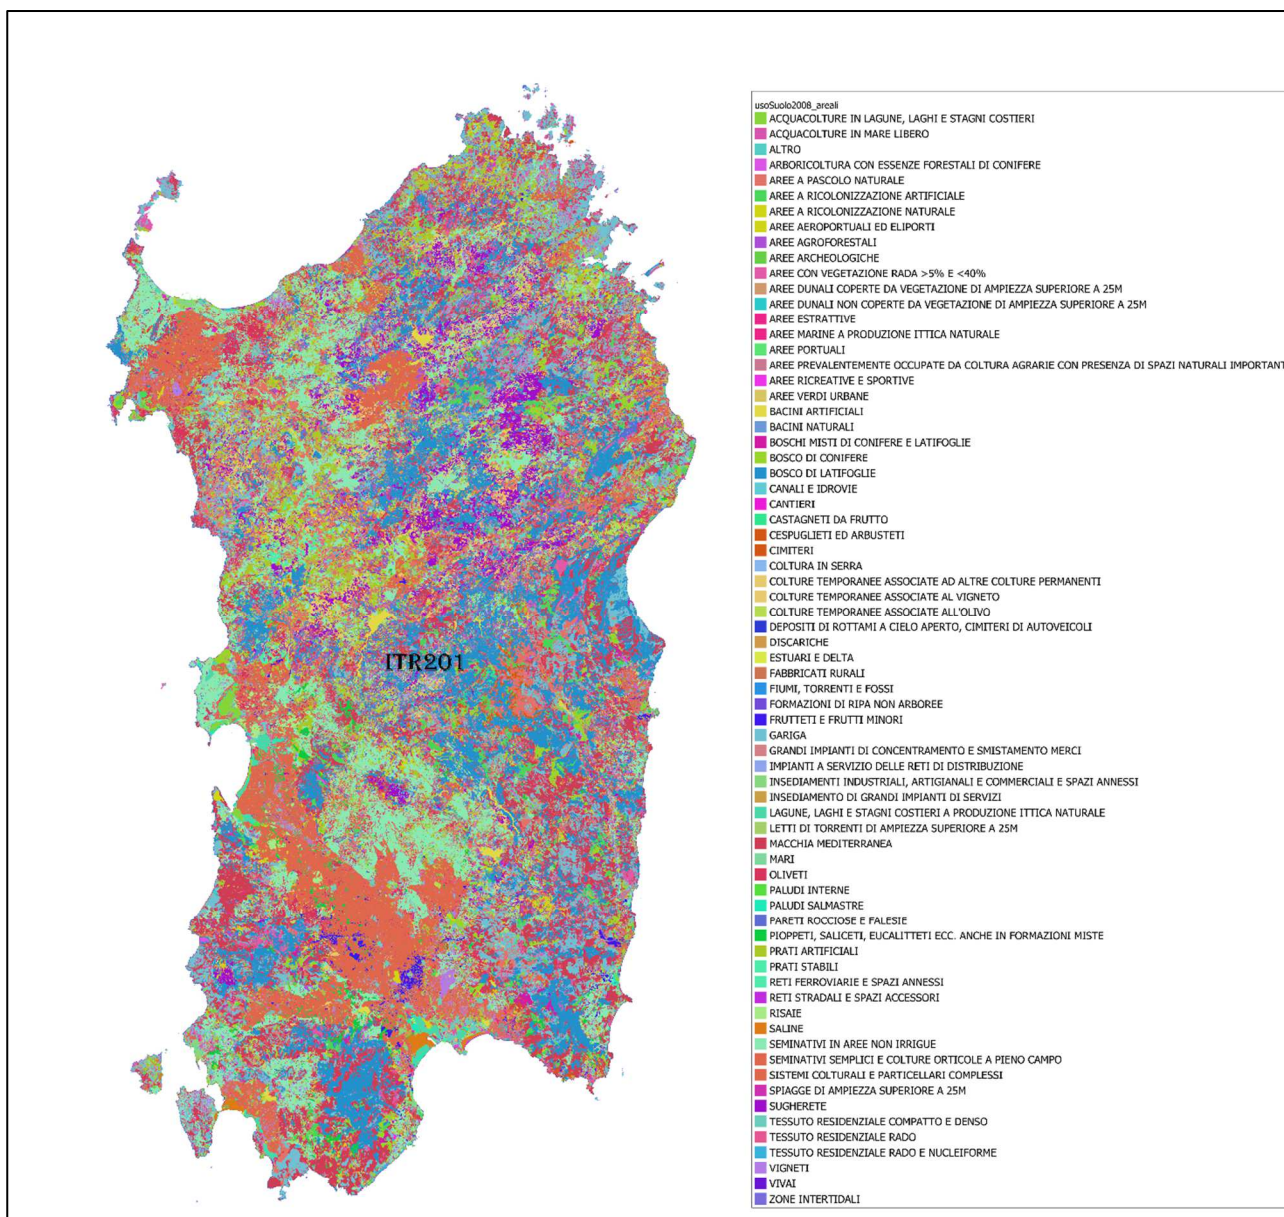 usoSuolo2008_areali
ACQUACOLTURE IN LAGUNE, LAGHI E STAGNI COSTIERI
ACQUACOLTURE IN MARE LIBERO
ALTRO
ARBORICOLTURA CON ESSENZE FORESTALI DI CONIFERE
AREE A PASCOLO NATURALE
AREE A RICOLONIZZAZIONE ARTIFICIALE
AREE A RICOLONIZZAZIONE NATURALE
AREE AEROPORTUALI ED ELIPORTI
AREE AGROFORESTALI
AREE ARCHEOLOGICHE
AREE CON VEGETAZIONE RADA >5% E <40%
AREE DUNALI COPERTE DA VEGETAZIONE DI AMPIEZZA SUPERIORE A 25M
AREE DUNALI NON COPERTE DA VEGETAZIONE DI AMPIEZZA SUPERIORE A 25M
AREE ESTRATTIVE
AREE MARINE A PRODUZIONE ITTICA NATURALE
AREE PORTUALI
AREE PREVALENTEMENTE OCCUPATE DA COLTURA AGRARIE CON PRESENZA DI SPAZI NATURALI IMPORTANT
AREE RICREATIVE E SPORTIVE
AREE VERDI URBANE
BACINI ARTIFICIALI
BACINI NATURALI
BOSCHI MISTI DI CONIFERE E LATIFOGLIE
BOSCO DI CONIFERE
BOSCO DI LATIFOGLIE
CANALI E IDROVIE
CANTIERI
CASTAGNETI DA FRUTTO
CESPUGLIETI ED ARBUSTETI
CIMITERI
COLTURA IN SERRA
COLTURE TEMPORANEE ASSOCIATE AD ALTRE COLTURE PERMANENTI
COLTURE TEMPORANEE ASSOCIATE AL VIGNETO
COLTURE TEMPORANEE ASSOCIATE ALL'OLIVO
DEPOSITI DI ROTTAMI A CIELO APERTO, CIMITERI DI AUTOVEICOLI
DISCARICHE
ESTUARI E DELTA
FABBRICATI RURALI
FIUMI, TORRENTI E FOSSI
FORMAZIONI DI RIPA NON ARBOREE
FRUTTETI E FRUTTI MINORI
GARIGA
GRANDI IMPIANTI DI CONCENTRAMENTO E SMISTAMENTO MERCI
IMPIANTI A SERVIZIO DELLE RETI DI DISTRIBUZIONE
INSEDIAMENTI INDUSTRIALI, ARTIGIANALI E COMMERCIALI E SPAZI ANNESSI
INSEDIAMENTO DI GRANDI IMPIANTI DI SERVIZI
LAGUNE, LAGHI E STAGNI COSTIERI A PRODUZIONE ITTICA NATURALE
LETTI DI TORRENTI DI AMPIEZZA SUPERIORE A 25M
MACCHIA MEDITERRANEA
MARI
OLIVETI
PALUDI INTERNE
PALUDI SALMASTRE
PARETI ROCCIOSE E FALESIE
PIOPPETI, SALICETI, EUCALITTETI ECC. ANCHE IN FORMAZIONI MISTE
PRATI ARTIFICIALI
PRATI STABILI
RETI FERROVIARIE E SPAZI ANNESSI
RETI STRADALI E SPAZI ACCESSORI
RISAIE
SALINE
SEMINATIVI IN AREE NON IRRIGUE
SEMINATIVI SEMPLICI E COLTURE ORTICOLE A PIENO CAMPO
SISTEMI COLTURALI E PARTICELLARI COMPLESSI
SPIAGGE DI AMPIEZZA SUPERIORE A 25M
SUGHERETE
TESSUTO RESIDENZIALE COMPATTO E DENSO
TESSUTO RESIDENZIALE RADO
TESSUTO RESIDENZIALE RADO E NUCLEIFORME
VIGNETI
VIVAI
ZONE INTERTIDALI
ITR201